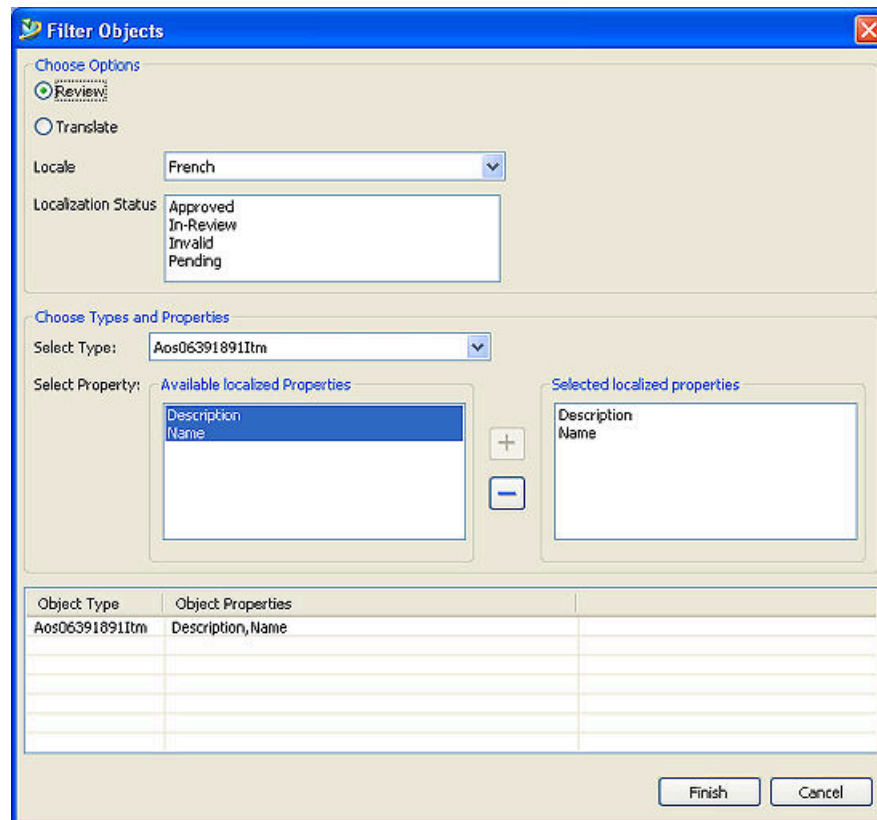 Filter Objects
Choose Options
Review
Translate
Locale
French
Localization Status
Approved
In-Review
Invalid
Pending
Choose Types and Properties
Select Type:
Aos06391891Itm
Select Property:
Available localized Properties
Description
Name
Selected localized properties
Description
Name
Object Type
Object Properties
Aos06391891Itm
Description,Name
Finish
Cancel